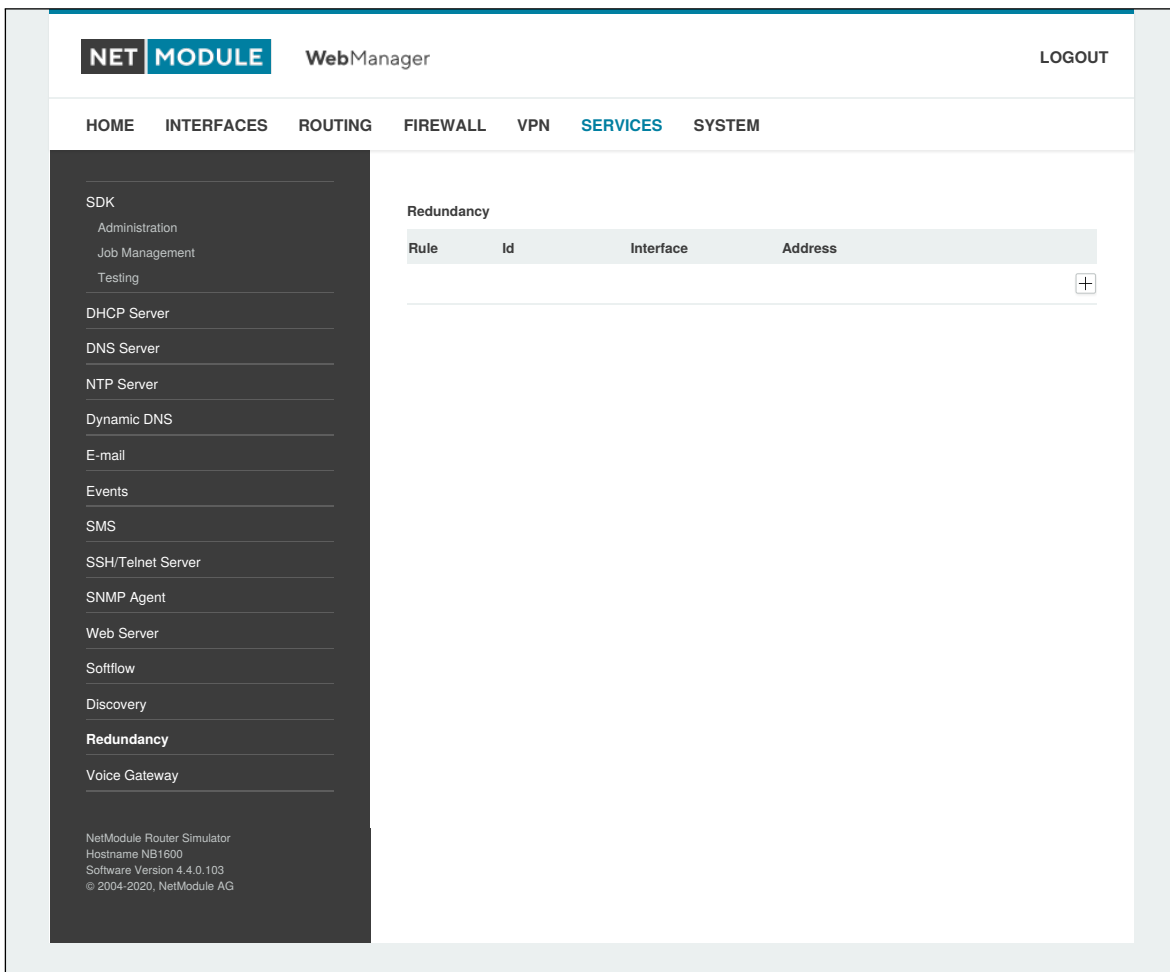 NET MODULE WebManager LOGOUT
HOME INTERFACES ROUTING FIREWALL VPN SERVICES SYSTEM
SDK
Administration
Job Management
Testing
DHCP Server
DNS Server
NTP Server
Dynamic DNS
E-mail
Events
SMS
SSH/Telnet Server
SNMP Agent
Web Server
Softflow
Discovery
Redundancy
Voice Gateway
NetModule Router Simulator
Hostname NB1600
Software Version 4.4.0.103
© 2004-2020, NetModule AG
Redundancy
Rule Id Interface Address